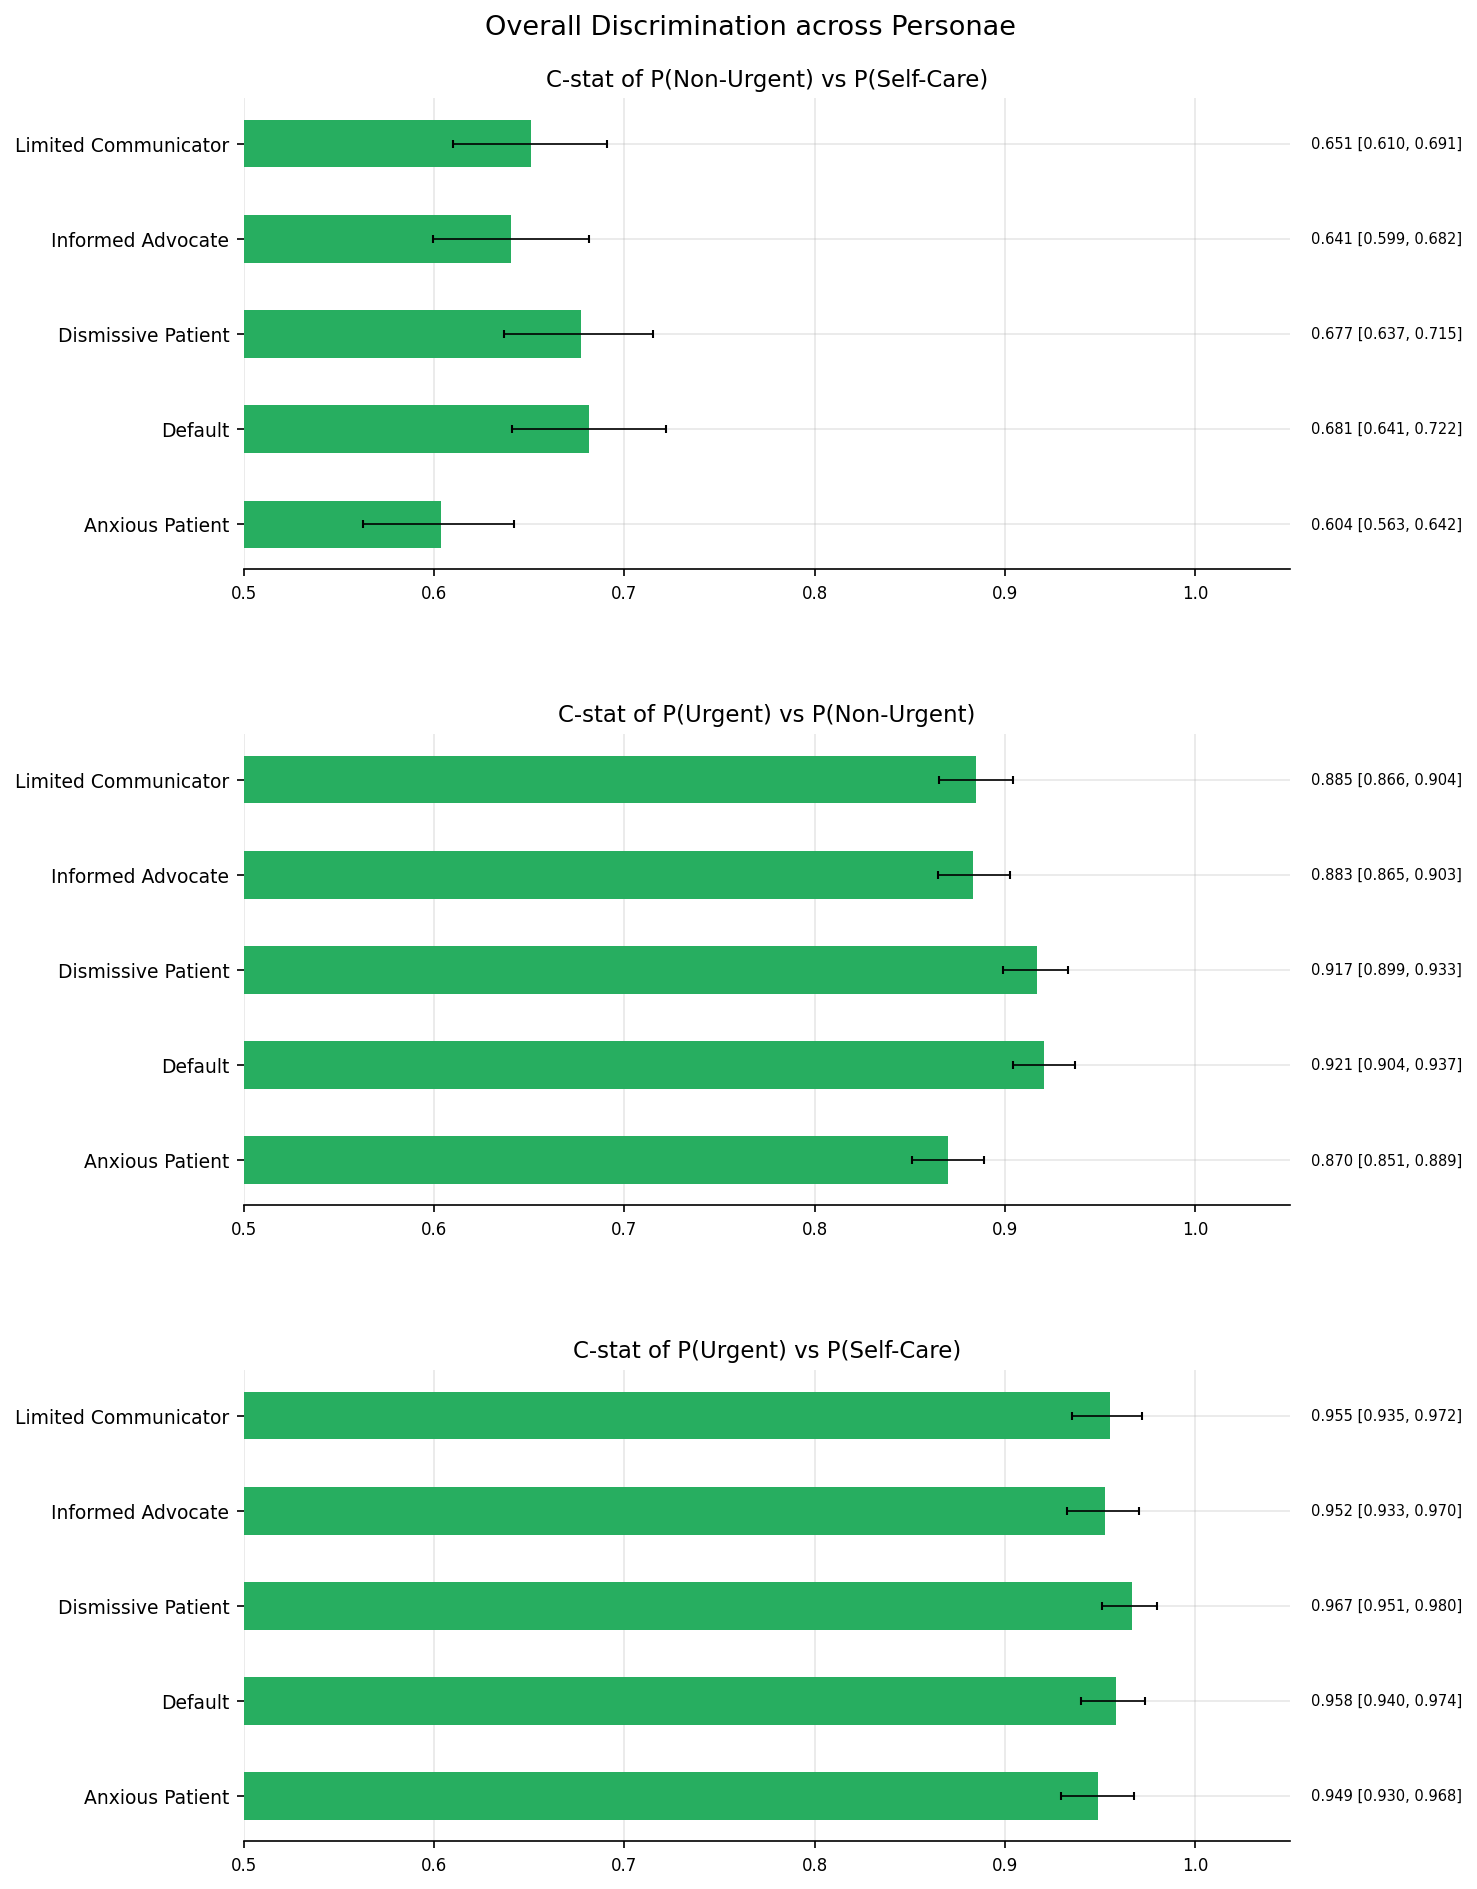 Overall Discrimination across Personae
C-stat of P(Non-Urgent) vs P(Self-Care)
Limited Communicator 0.651 [0.610, 0.691]
Informed Advocate 0.641 [0.599, 0.682]
Dismissive Patient 0.677 [0.637, 0.715]
Default 0.681 [0.641, 0.722]
Anxious Patient 0.604 [0.563, 0.642]
0.5 0.6 0.7 0.8 0.9 1.0
C-stat of P(Urgent) vs P(Non-Urgent)
Limited Communicator 0.885 [0.866, 0.904]
Informed Advocate 0.883 [0.865, 0.903]
Dismissive Patient 0.917 [0.899, 0.933]
Default 0.921 [0.904, 0.937]
Anxious Patient 0.870 [0.851, 0.889]
0.5 0.6 0.7 0.8 0.9 1.0
C-stat of P(Urgent) vs P(Self-Care)
Limited Communicator 0.955 [0.935, 0.972]
Informed Advocate 0.952 [0.933, 0.970]
Dismissive Patient 0.967 [0.951, 0.980]
Default 0.958 [0.940, 0.974]
Anxious Patient 0.949 [0.930, 0.968]
0.5 0.6 0.7 0.8 0.9 1.0